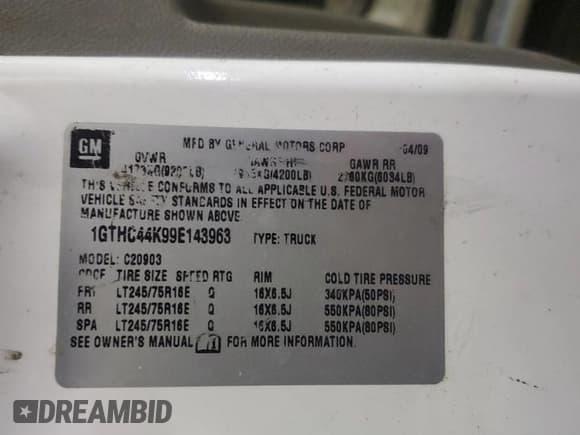 GM
MFD BY GENERAL MOTORS CORP 04/09
GVWR GAWR RR
(4200LB) (6084LB)
THIS VEHICLE CONFORMS TO ALL APPLICABLE U.S. FEDERAL MOTOR
VEHICLE SAFETY STANDARDS IN EFFECT ON THE DATE OF
MANUFACTURE SHOWN ABOVE.
1GTHC44K99E143963 TYPE: TRUCK
MODEL: C20903
TIRE SIZE SPEED RTG RIM COLD TIRE PRESSURE
FRT LT245/75R16E Q 16X6.5J 340KPA(50PSI)
RR LT245/75R16E Q 16X6.5J 550KPA(80PSI)
SPA LT245/75R16E Q 16X6.5J 550KPA(80PSI)
SEE OWNER'S MANUAL FOR MORE INFORMATION.
DREAMBID